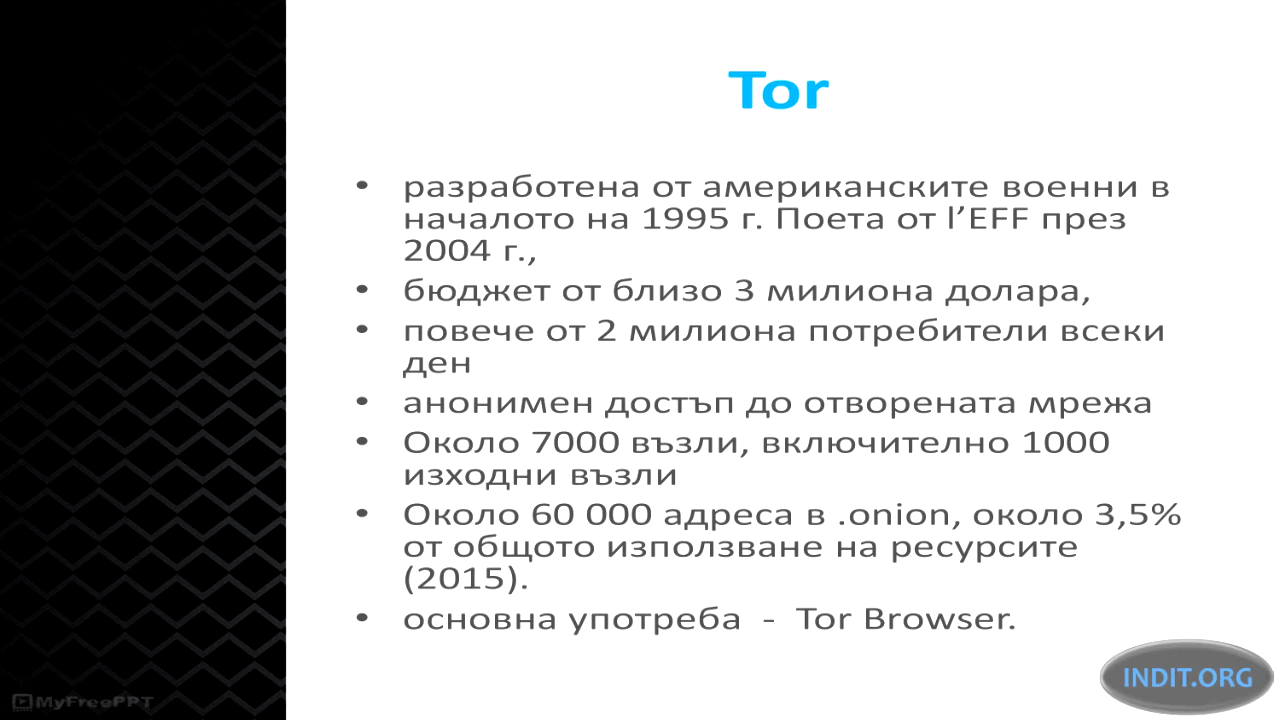 Tor
• разработена от американските военни в
началото на 1995 г. Поета от l’EFF през
2004 г.,
• бюджет от близо 3 милиона долара,
• повече от 2 милиона потребители всеки
ден
• анонимен достъп до отворената мрежа
• Около 7000 възли, включително 1000
изходни възли
• Около 60 000 адреса в .onion, около 3,5%
от общото използване на ресурсите
(2015).
• основна употреба - Tor Browser.
INDIT.ORG
MyFreePPT